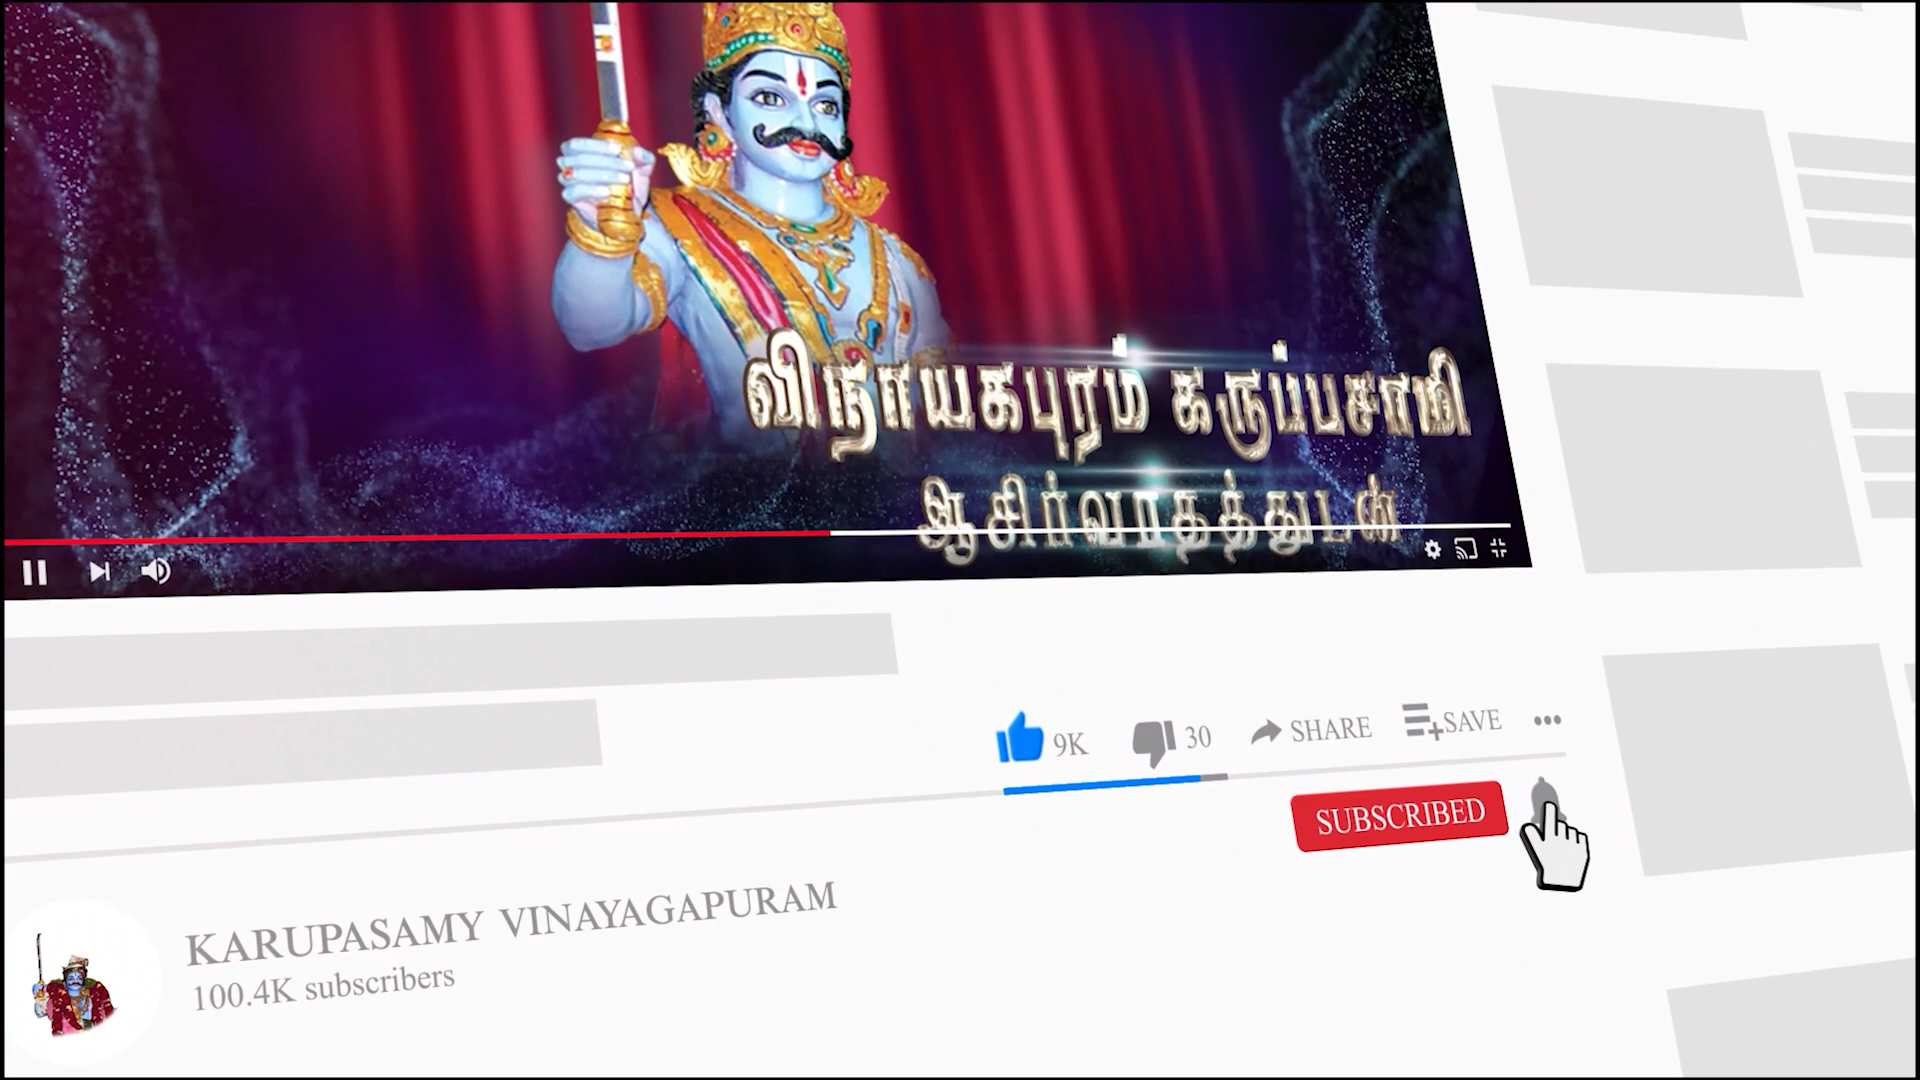 விநாயகபுரம் கருப்பசாமி
ஆசிர்வாதத்துடன்
9K 30 SHARE SAVE
SUBSCRIBED
KARUPASAMY VINAYAGAPURAM
100.4K subscribers